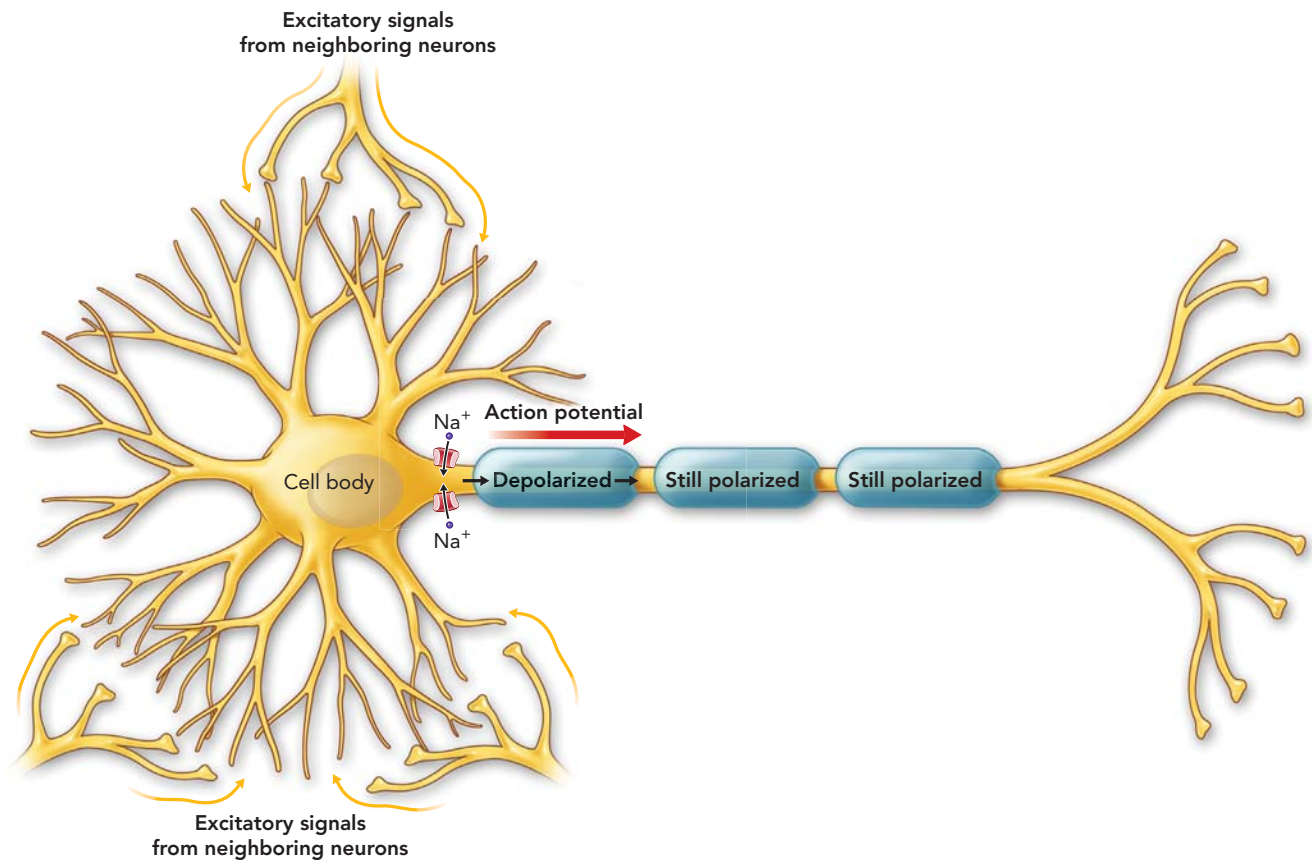 Excitatory signals
from neighboring neurons
Action potential
Na⁺
Cell body
Depolarized
Still polarized
Still polarized
Na⁺
Excitatory signals
from neighboring neurons